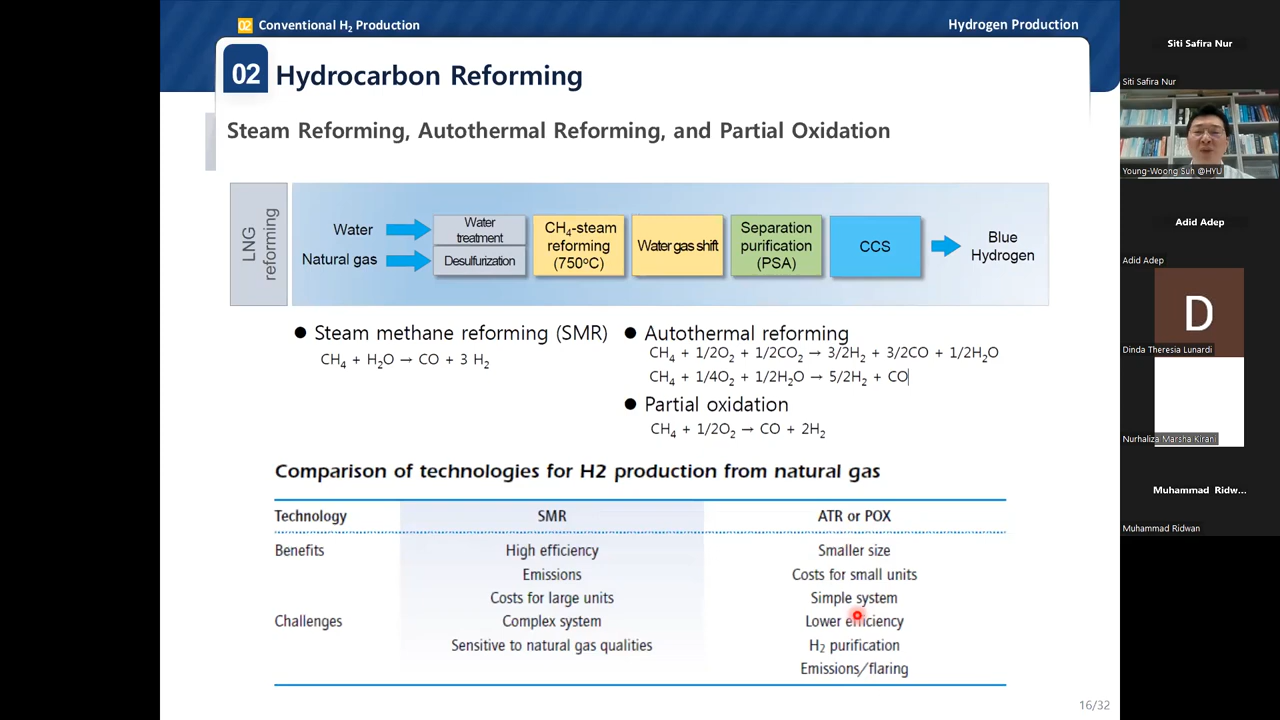 02 Conventional H₂ Production
Hydrogen Production
02 Hydrocarbon Reforming
Steam Reforming, Autothermal Reforming, and Partial Oxidation
LNG
reforming
Water
Natural gas
Water
treatment
Desulfurization
CH₄-steam
reforming
(750°C)
Water gas shift
Separation
purification
(PSA)
CCS
Blue
Hydrogen
● Steam methane reforming (SMR)
CH₄ + H₂O → CO + 3 H₂
● Autothermal reforming
CH₄ + 1/2O₂ + 1/2CO₂ → 3/2H₂ + 3/2CO + 1/2H₂O
CH₄ + 1/4O₂ + 1/2H₂O → 5/2H₂ + CO
● Partial oxidation
CH₄ + 1/2O₂ → CO + 2H₂
Comparison of technologies for H2 production from natural gas
Technology SMR ATR or POX
Benefits High efficiency Smaller size
Emissions Costs for small units
Costs for large units Simple system
Challenges Complex system Lower efficiency
Sensitive to natural gas qualities H₂ purification
Emissions/flaring
16/32
Siti Safira Nur
Siti Safira Nur
Young-Woong Suh @HYU
Adid Adep
Adid Adep
D
Dinda Theresia Lunardi
Nurhaliza Marsha Kirani
Muhammad Ridw...
Muhammad Ridwan